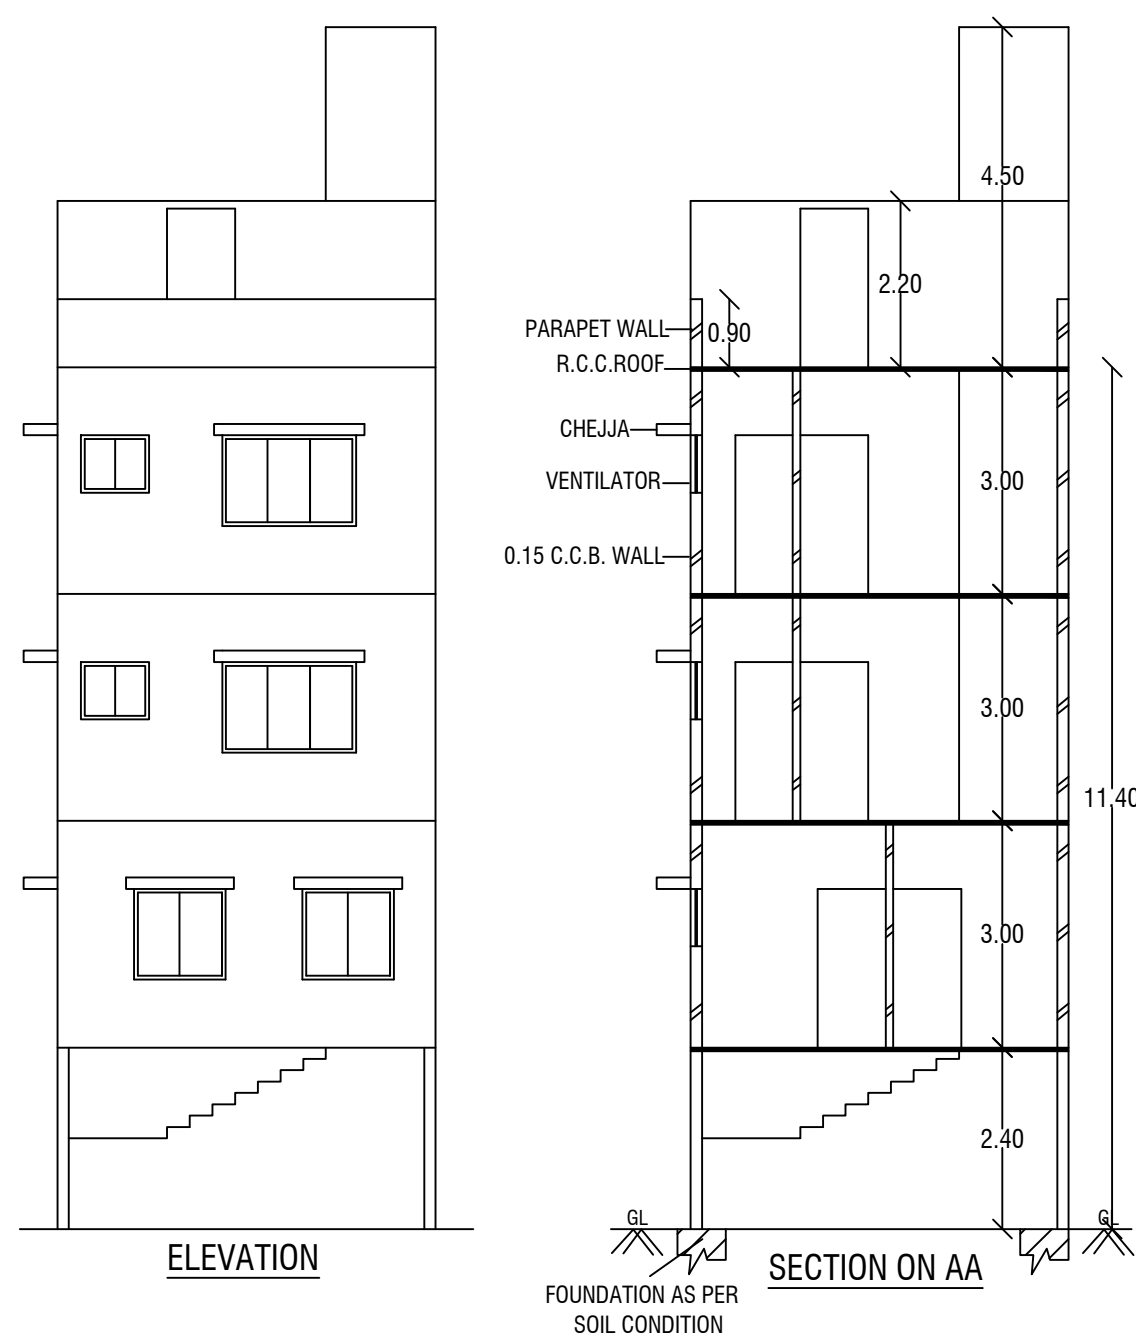 4.50
2.20
PARAPET WALL
0.90
R.C.C.ROOF
CHEJJA
VENTILATOR
3.00
0.15 C.C.B. WALL
3.00
11.40
3.00
2.40
GL
GL
ELEVATION
SECTION ON AA
FOUNDATION AS PER
SOIL CONDITION